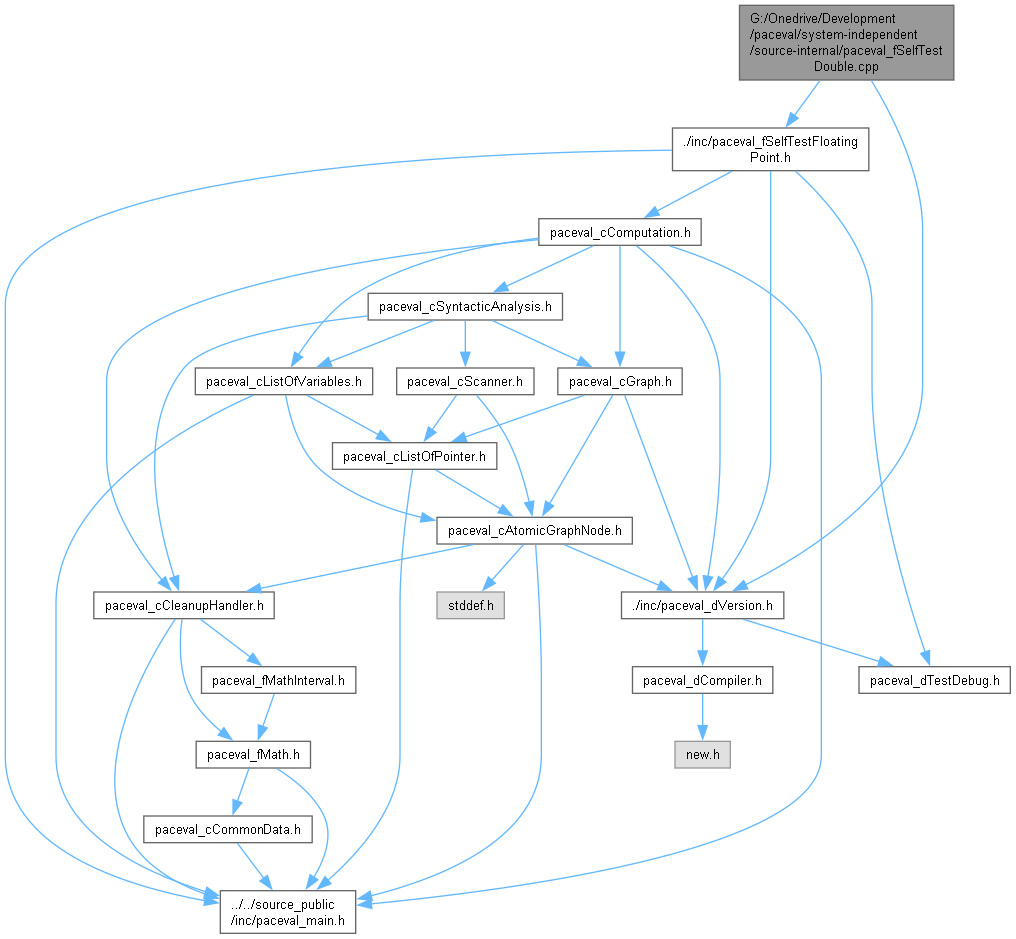 G:/Onedrive/Development
/paceval/system-independent
/source-internal/paceval_fSelfTest
Double.cpp
./inc/paceval_fSelfTestFloating
Point.h
paceval_cComputation.h
paceval_cSyntacticAnalysis.h
paceval_cListOfVariables.h
paceval_cScanner.h
paceval_cGraph.h
paceval_cListOfPointer.h
paceval_cAtomicGraphNode.h
paceval_cCleanupHandler.h
stddef.h
./inc/paceval_dVersion.h
paceval_fMathInterval.h
paceval_dCompiler.h
paceval_dTestDebug.h
paceval_fMath.h
new.h
paceval_cCommonData.h
../../source_public
/inc/paceval_main.h